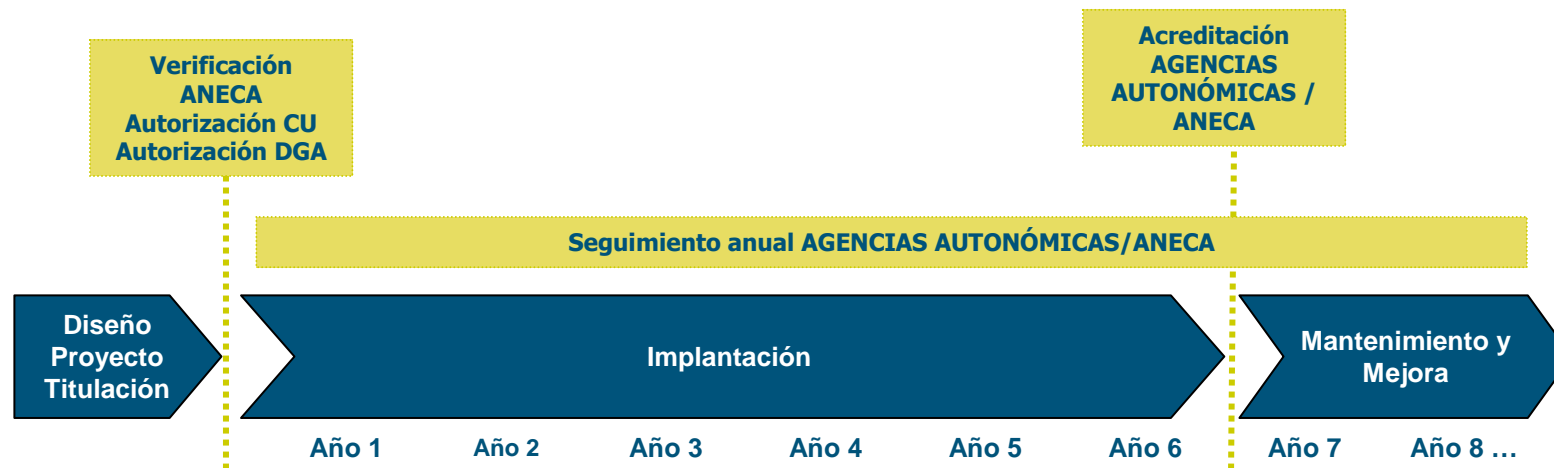 Verificación
ANECA
Autorización CU
Autorización DGA
Acreditación
AGENCIAS
AUTONÓMICAS /
ANECA
Seguimiento anual AGENCIAS AUTONÓMICAS/ANECA
Diseño
Proyecto
Titulación
Implantación
Mantenimiento y
Mejora
Año 1 Año 2 Año 3 Año 4 Año 5 Año 6 Año 7 Año 8 ...